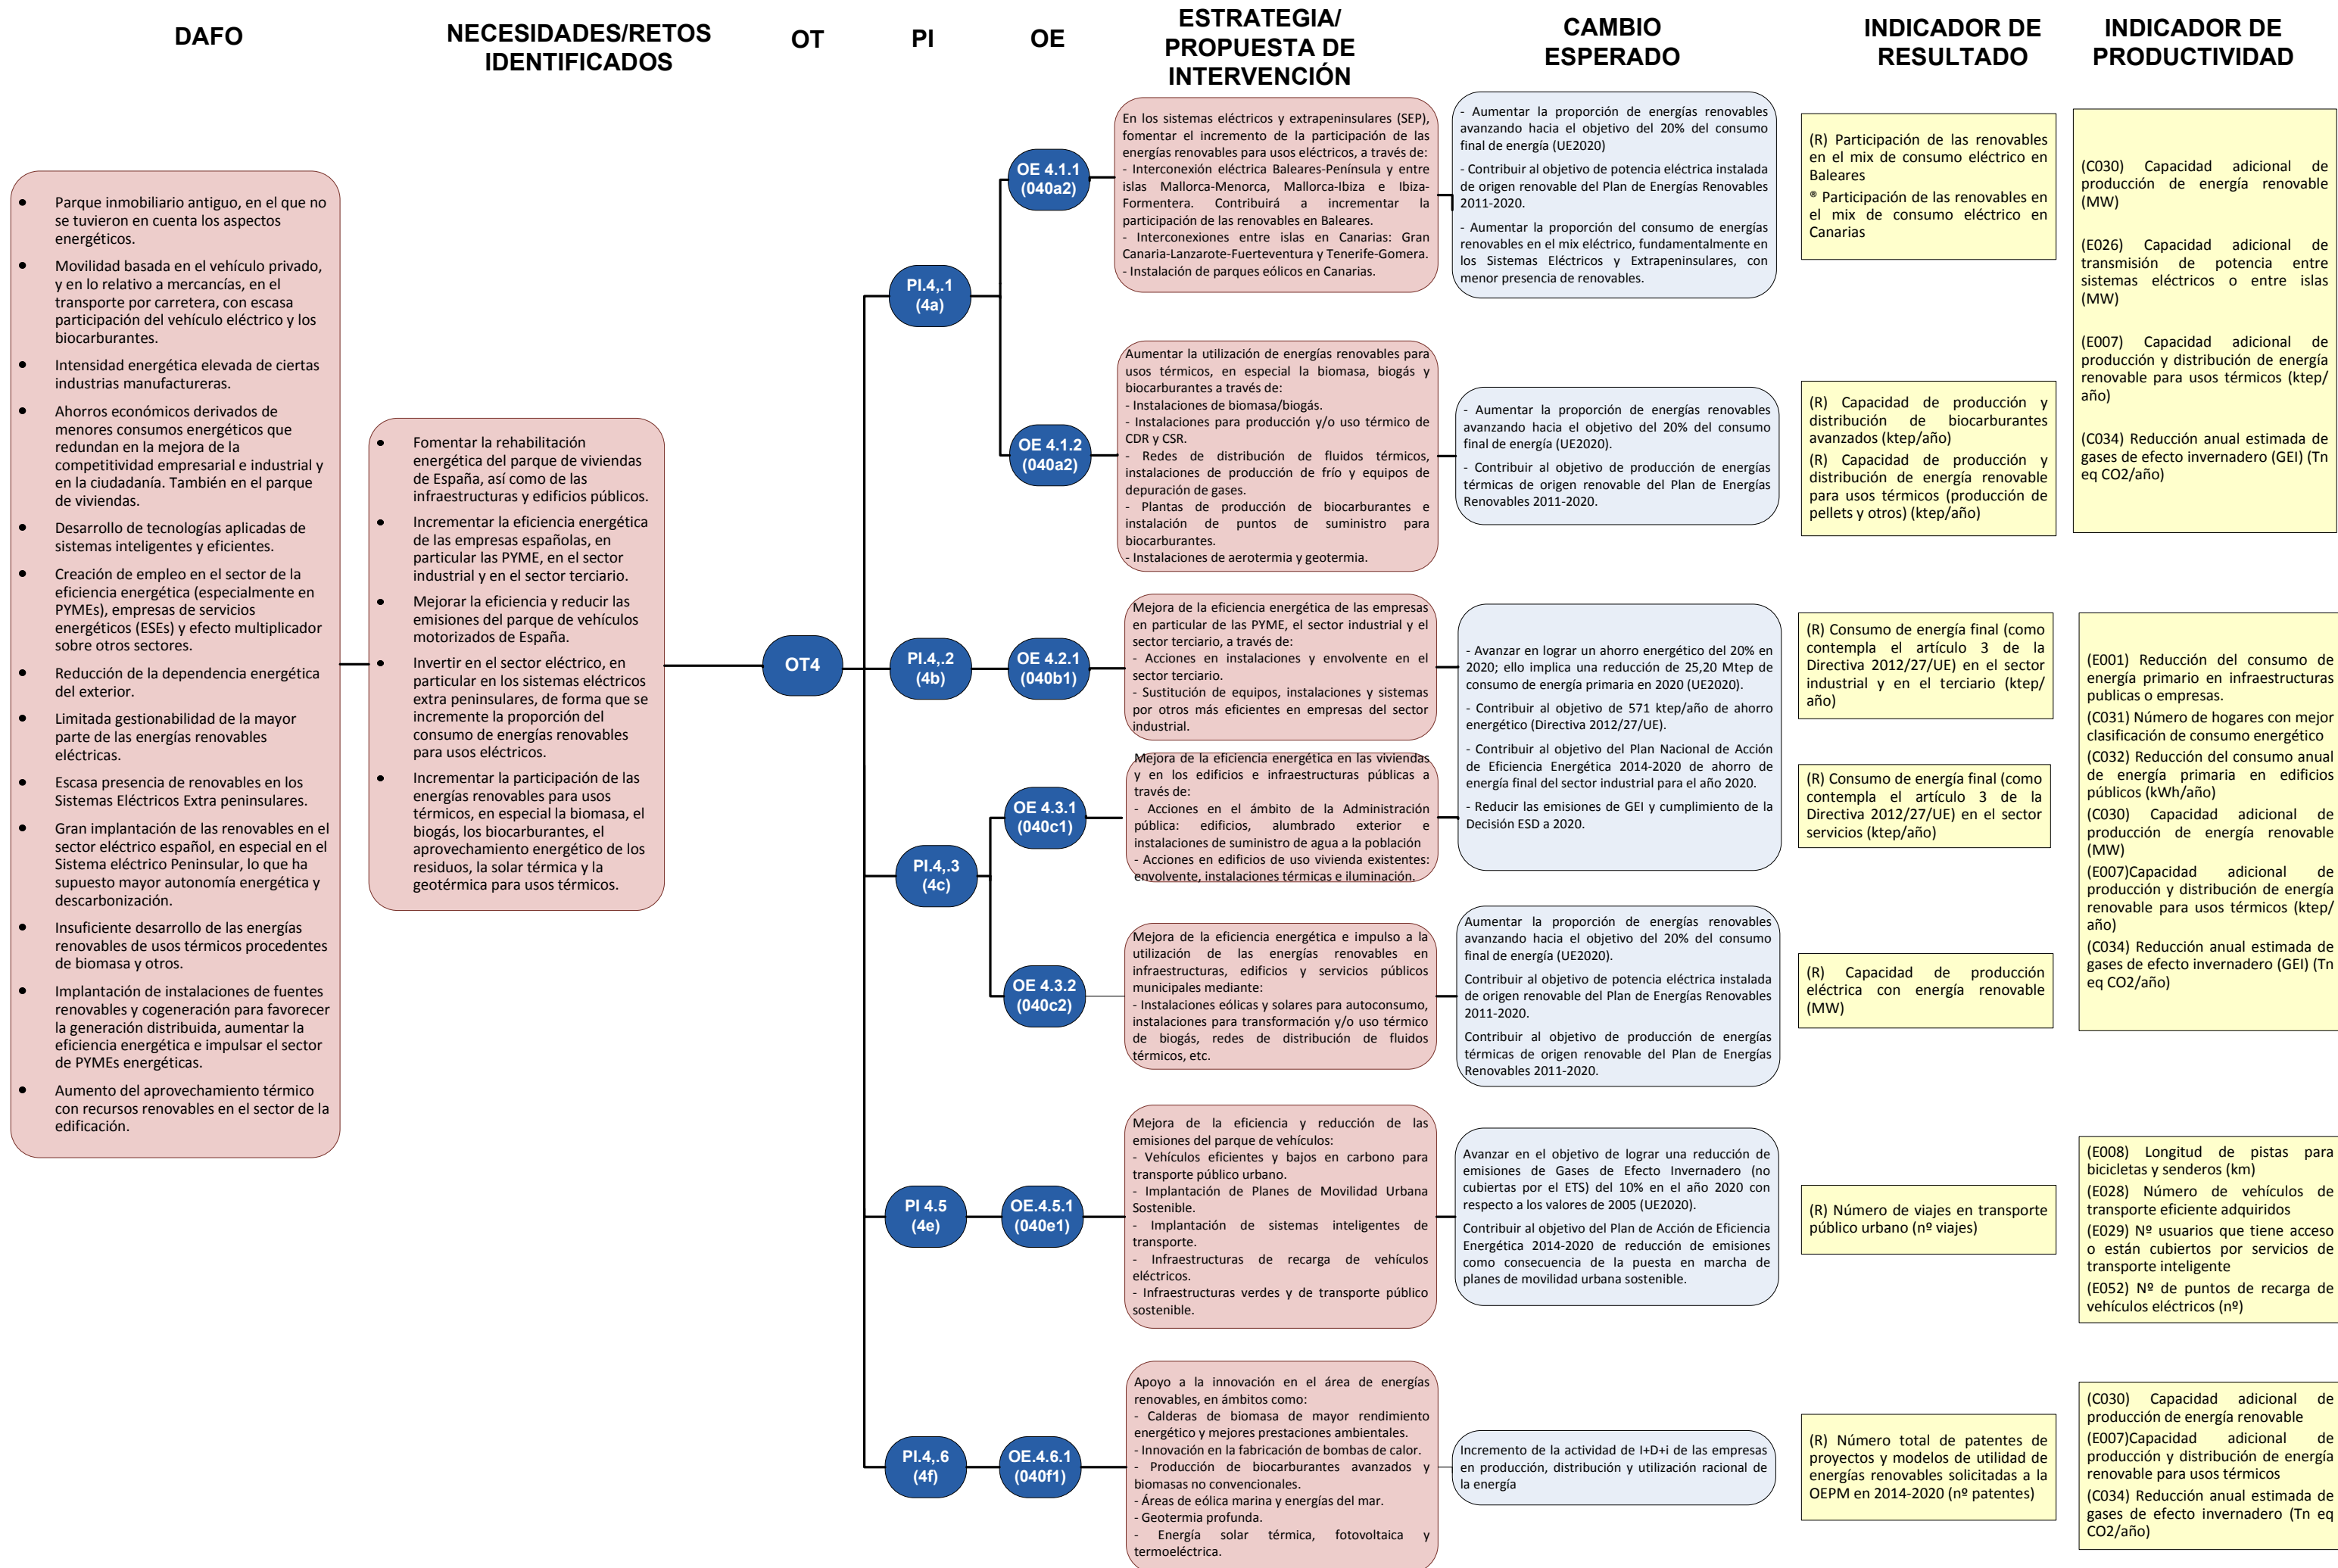 DAFO
NECESIDADES/RETOS
IDENTIFICADOS
OT
PI
OE
ESTRATEGIA/
PROPUESTA DE
INTERVENCIÓN
CAMBIO
ESPERADO
INDICADOR DE
RESULTADO
INDICADOR DE
PRODUCTIVIDAD
• Parque inmobiliario antiguo, en el que no
se tuvieron en cuenta los aspectos
energéticos.
• Movilidad basada en el vehículo privado,
y en lo relativo a mercancías, en el
transporte por carretera, con escasa
participación del vehículo eléctrico y los
biocarburantes.
• Intensidad energética elevada de ciertas
industrias manufactureras.
• Ahorros económicos derivados de
menores consumos energéticos que
redundan en la mejora de la
competitividad empresarial e industrial y
en la ciudadanía. También en el parque
de viviendas.
• Desarrollo de tecnologías aplicadas de
sistemas inteligentes y eficientes.
• Creación de empleo en el sector de la
eficiencia energética (especialmente en
PYMEs), empresas de servicios
energéticos (ESEs) y efecto multiplicador
sobre otros sectores.
• Reducción de la dependencia energética
del exterior.
• Limitada gestionabilidad de la mayor
parte de las energías renovables
eléctricas.
• Escasa presencia de renovables en los
Sistemas Eléctricos Extra peninsulares.
• Gran implantación de las renovables en el
sector eléctrico español, en especial en el
Sistema eléctrico Peninsular, lo que ha
supuesto mayor autonomía energética y
descarbonización.
• Insuficiente desarrollo de las energías
renovables de usos térmicos procedentes
de biomasa y otros.
• Implantación de instalaciones de fuentes
renovables y cogeneración para favorecer
la generación distribuida, aumentar la
eficiencia energética e impulsar el sector
de PYMEs energéticas.
• Aumento del aprovechamiento térmico
con recursos renovables en el sector de la
edificación.
• Fomentar la rehabilitación
energética del parque de viviendas
de España, así como de las
infraestructuras y edificios públicos.
• Incrementar la eficiencia energética
de las empresas españolas, en
particular las PYME, en el sector
industrial y en el sector terciario.
• Mejorar la eficiencia y reducir las
emisiones del parque de vehículos
motorizados de España.
• Invertir en el sector eléctrico, en
particular en los sistemas eléctricos
extra peninsulares, de forma que se
incremente la proporción del
consumo de energías renovables
para usos eléctricos.
• Incrementar la participación de las
energías renovables para usos
térmicos, en especial la biomasa, el
biogás, los biocarburantes, el
aprovechamiento energético de los
residuos, la solar térmica y la
geotérmica para usos térmicos.
OT4
PI.4,.1
(4a)
OE 4.1.1
(040a2)
En los sistemas eléctricos y extrapeninsulares (SEP),
fomentar el incremento de la participación de las
energías renovables para usos eléctricos, a través de:
- Interconexión eléctrica Baleares-Península y entre
islas Mallorca-Menorca, Mallorca-Ibiza e Ibiza-
Formentera. Contribuirá a incrementar la
participación de las renovables en Baleares.
- Interconexiones entre islas en Canarias: Gran
Canaria-Lanzarote-Fuerteventura y Tenerife-Gomera.
- Instalación de parques eólicos en Canarias.
- Aumentar la proporción de energías renovables
avanzando hacia el objetivo del 20% del consumo
final de energía (UE2020)
- Contribuir al objetivo de potencia eléctrica instalada
de origen renovable del Plan de Energías Renovables
2011-2020.
- Aumentar la proporción del consumo de energías
renovables en el mix eléctrico, fundamentalmente en
los Sistemas Eléctricos y Extrapeninsulares, con
menor presencia de renovables.
(R) Participación de las renovables
en el mix de consumo eléctrico en
Baleares
® Participación de las renovables en
el mix de consumo eléctrico en
Canarias
(C030) Capacidad adicional de
producción de energía renovable
(MW)
(E026) Capacidad adicional de
transmisión de potencia entre
sistemas eléctricos o entre islas
(MW)
(E007) Capacidad adicional de
producción y distribución de energía
renovable para usos térmicos (ktep/
año)
(C034) Reducción anual estimada de
gases de efecto invernadero (GEI) (Tn
eq CO2/año)
OE 4.1.2
(040a2)
Aumentar la utilización de energías renovables para
usos térmicos, en especial la biomasa, biogás y
biocarburantes a través de:
- Instalaciones de biomasa/biogás.
- Instalaciones para producción y/o uso térmico de
CDR y CSR.
- Redes de distribución de fluidos térmicos,
instalaciones de producción de frío y equipos de
depuración de gases.
- Plantas de producción de biocarburantes e
instalación de puntos de suministro para
biocarburantes.
- Instalaciones de aerotermia y geotermia.
- Aumentar la proporción de energías renovables
avanzando hacia el objetivo del 20% del consumo
final de energía (UE2020).
- Contribuir al objetivo de producción de energías
térmicas de origen renovable del Plan de Energías
Renovables 2011-2020.
(R) Capacidad de producción y
distribución de biocarburantes
avanzados (ktep/año)
(R) Capacidad de producción y
distribución de energía renovable
para usos térmicos (producción de
pellets y otros) (ktep/año)
PI.4,.2
(4b)
OE 4.2.1
(040b1)
Mejora de la eficiencia energética de las empresas
en particular de las PYME, el sector industrial y el
sector terciario, a través de:
- Acciones en instalaciones y envolvente en el
sector terciario.
- Sustitución de equipos, instalaciones y sistemas
por otros más eficientes en empresas del sector
industrial.
- Avanzar en lograr un ahorro energético del 20% en
2020; ello implica una reducción de 25,20 Mtep de
consumo de energía primaria en 2020 (UE2020).
- Contribuir al objetivo de 571 ktep/año de ahorro
energético (Directiva 2012/27/UE).
- Contribuir al objetivo del Plan Nacional de Acción
de Eficiencia Energética 2014-2020 de ahorro de
energía final del sector industrial para el año 2020.
- Reducir las emisiones de GEI y cumplimiento de la
Decisión ESD a 2020.
(R) Consumo de energía final (como
contempla el artículo 3 de la
Directiva 2012/27/UE) en el sector
industrial y en el terciario (ktep/
año)
(E001) Reducción del consumo de
energía primario en infraestructuras
publicas o empresas.
(C031) Número de hogares con mejor
clasificación de consumo energético
(C032) Reducción del consumo anual
de energía primaria en edificios
públicos (kWh/año)
(C030) Capacidad adicional de
producción de energía renovable
(MW)
(E007)Capacidad adicional de
producción y distribución de energía
renovable para usos térmicos (ktep/
año)
(C034) Reducción anual estimada de
gases de efecto invernadero (GEI) (Tn
eq CO2/año)
PI.4,.3
(4c)
OE 4.3.1
(040c1)
Mejora de la eficiencia energética en las viviendas
y en los edificios e infraestructuras públicas a
través de:
- Acciones en el ámbito de la Administración
pública: edificios, alumbrado exterior e
instalaciones de suministro de agua a la población
- Acciones en edificios de uso vivienda existentes:
envolvente, instalaciones térmicas e iluminación.
(R) Consumo de energía final (como
contempla el artículo 3 de la
Directiva 2012/27/UE) en el sector
servicios (ktep/año)
OE 4.3.2
(040c2)
Mejora de la eficiencia energética e impulso a la
utilización de las energías renovables en
infraestructuras, edificios y servicios públicos
municipales mediante:
- Instalaciones eólicas y solares para autoconsumo,
instalaciones para transformación y/o uso térmico
de biogás, redes de distribución de fluidos
térmicos, etc.
Aumentar la proporción de energías renovables
avanzando hacia el objetivo del 20% del consumo
final de energía (UE2020).
Contribuir al objetivo de potencia eléctrica instalada
de origen renovable del Plan de Energías Renovables
2011-2020.
Contribuir al objetivo de producción de energías
térmicas de origen renovable del Plan de Energías
Renovables 2011-2020.
(R) Capacidad de producción
eléctrica con energía renovable
(MW)
PI 4.5
(4e)
OE.4.5.1
(040e1)
Mejora de la eficiencia y reducción de las
emisiones del parque de vehículos:
- Vehículos eficientes y bajos en carbono para
transporte público urbano.
- Implantación de Planes de Movilidad Urbana
Sostenible.
- Implantación de sistemas inteligentes de
transporte.
- Infraestructuras de recarga de vehículos
eléctricos.
- Infraestructuras verdes y de transporte público
sostenible.
Avanzar en el objetivo de lograr una reducción de
emisiones de Gases de Efecto Invernadero (no
cubiertas por el ETS) del 10% en el año 2020 con
respecto a los valores de 2005 (UE2020).
Contribuir al objetivo del Plan de Acción de Eficiencia
Energética 2014-2020 de reducción de emisiones
como consecuencia de la puesta en marcha de
planes de movilidad urbana sostenible.
(R) Número de viajes en transporte
público urbano (nº viajes)
(E008) Longitud de pistas para
bicicletas y senderos (km)
(E028) Número de vehículos de
transporte eficiente adquiridos
(E029) Nº usuarios que tiene acceso
o están cubiertos por servicios de
transporte inteligente
(E052) Nº de puntos de recarga de
vehículos eléctricos (nº)
PI.4,.6
(4f)
OE.4.6.1
(040f1)
Apoyo a la innovación en el área de energías
renovables, en ámbitos como:
- Calderas de biomasa de mayor rendimiento
energético y mejores prestaciones ambientales.
- Innovación en la fabricación de bombas de calor.
- Producción de biocarburantes avanzados y
biomasas no convencionales.
- Áreas de eólica marina y energías del mar.
- Geotermia profunda.
- Energía solar térmica, fotovoltaica y
termoeléctrica.
Incremento de la actividad de I+D+i de las empresas
en producción, distribución y utilización racional de
la energía
(R) Número total de patentes de
proyectos y modelos de utilidad de
energías renovables solicitadas a la
OEPM en 2014-2020 (nº patentes)
(C030) Capacidad adicional de
producción de energía renovable
(E007)Capacidad adicional de
producción y distribución de energía
renovable para usos térmicos
(C034) Reducción anual estimada de
gases de efecto invernadero (Tn eq
CO2/año)